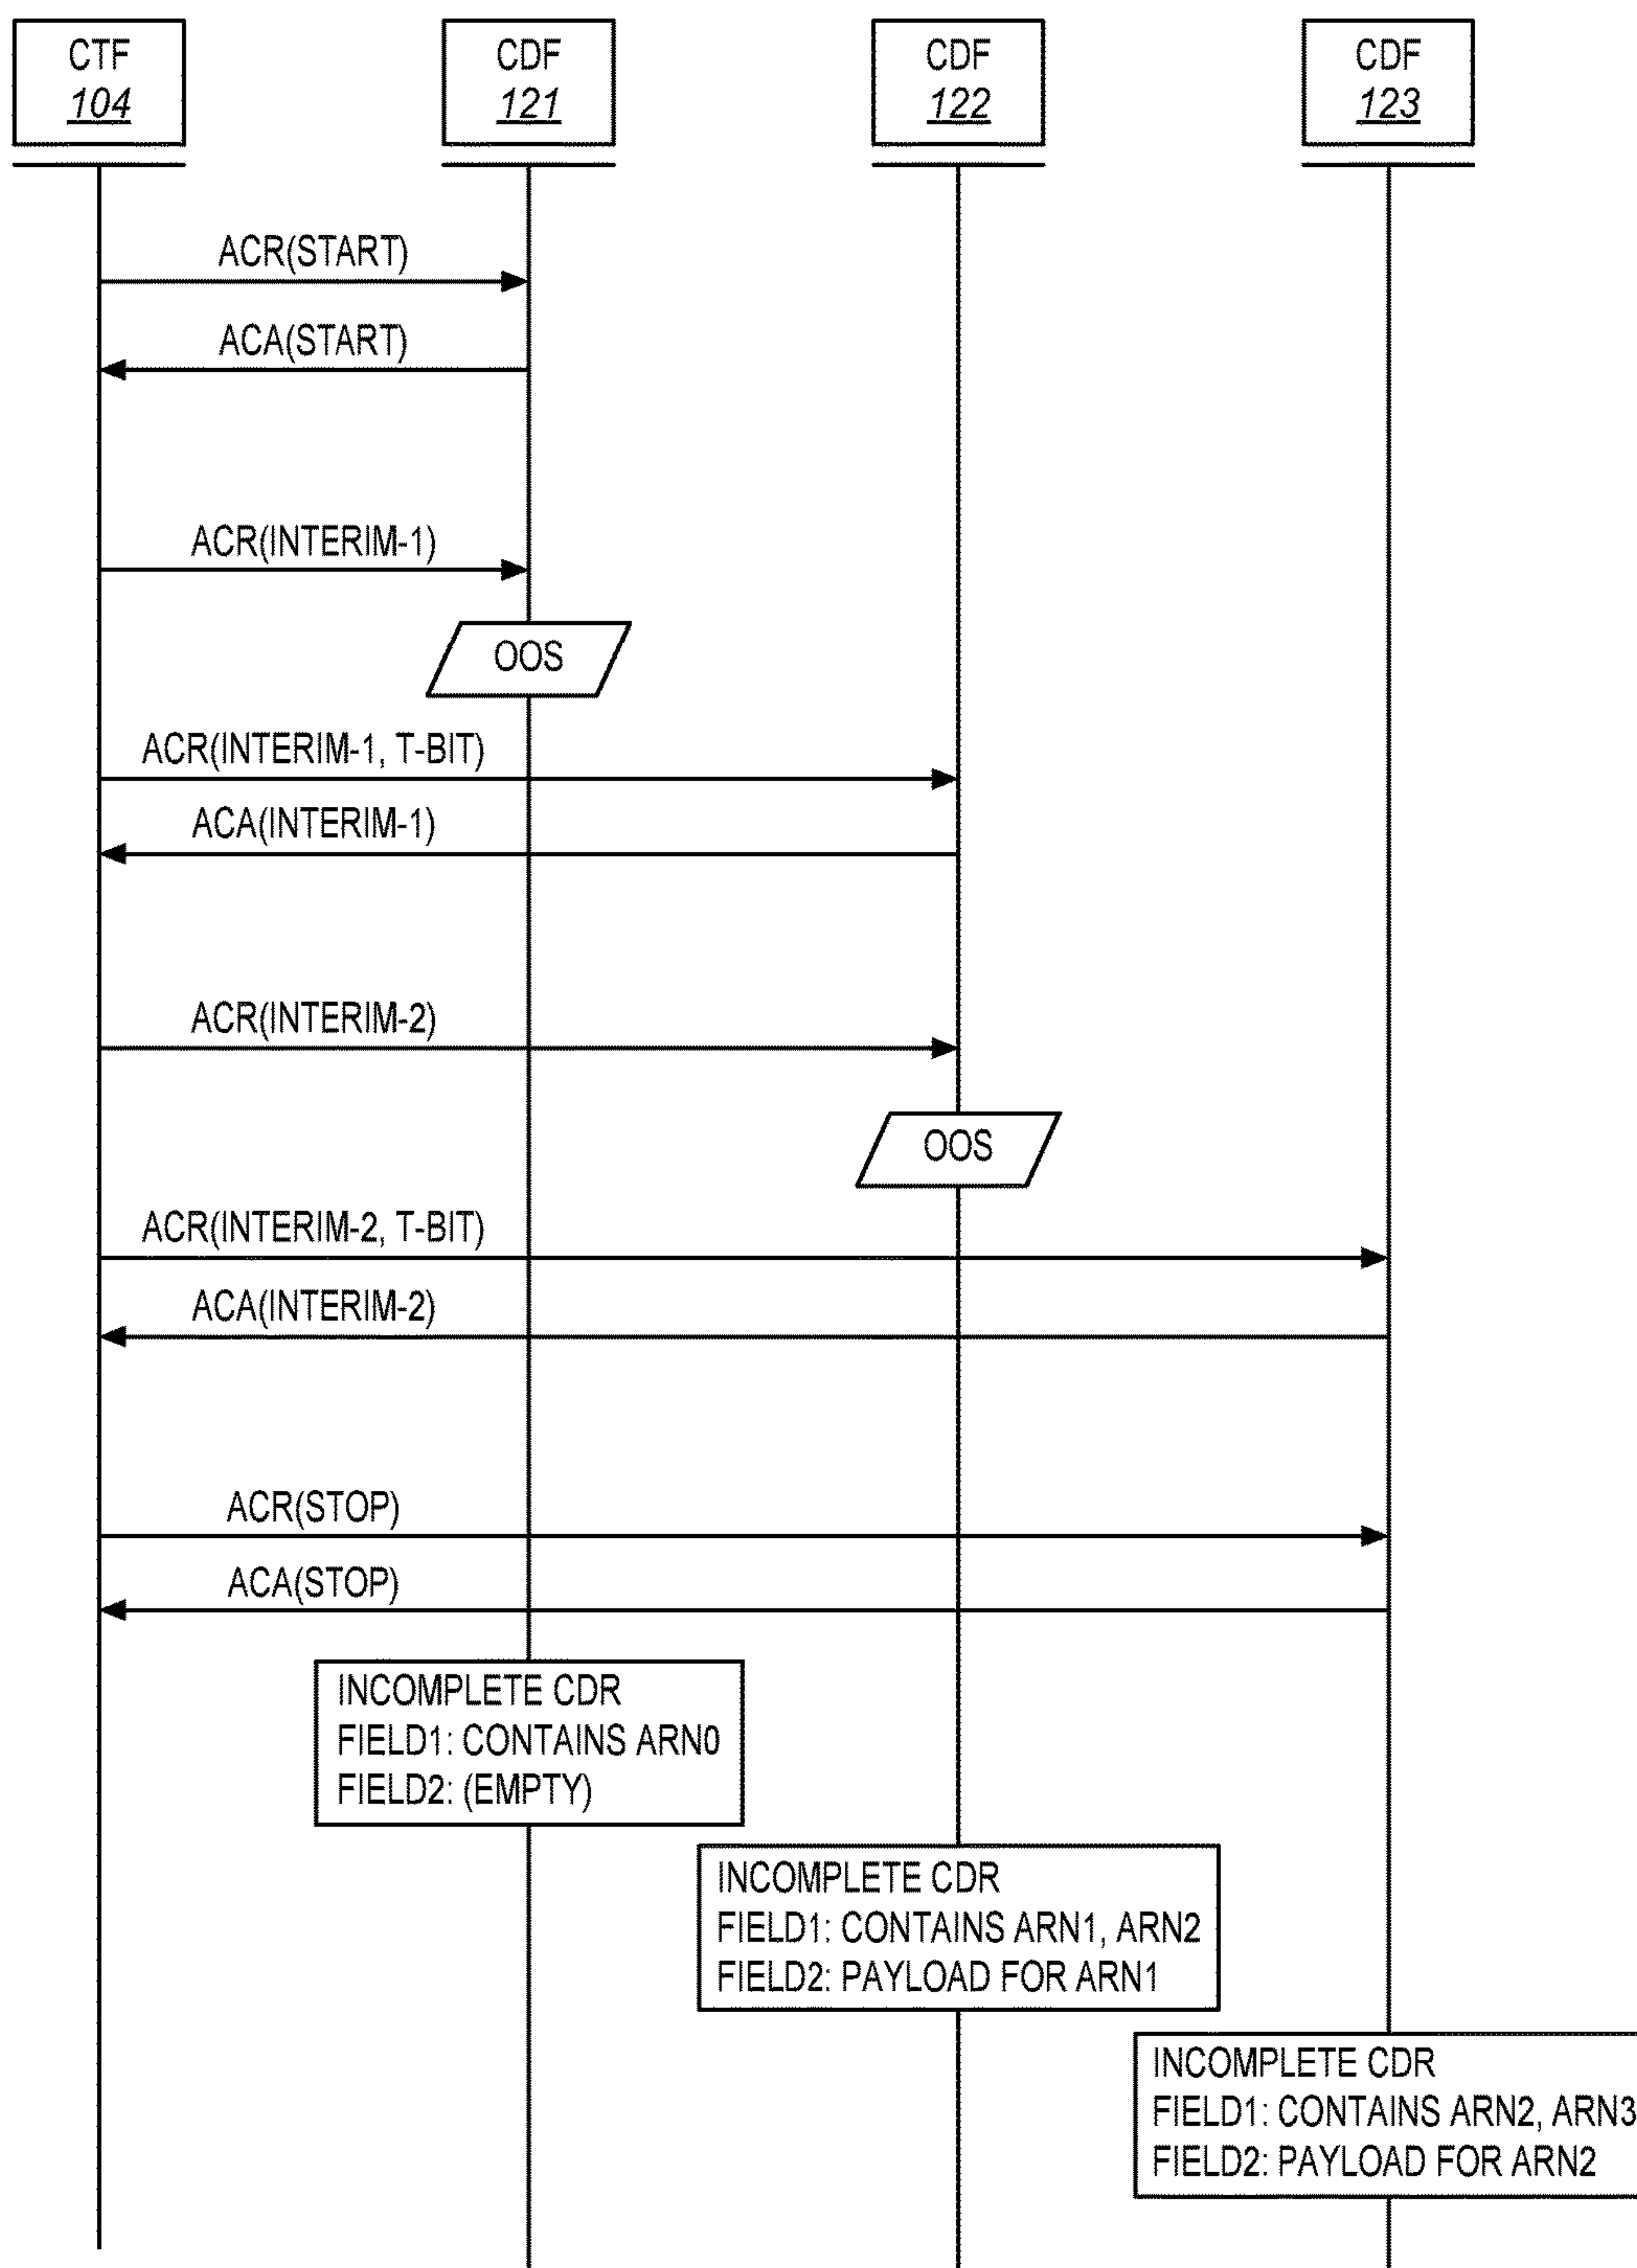 CTF
104
CDF
121
CDF
122
CDF
123
ACR(START)
ACA(START)
ACR(INTERIM-1)
OOS
ACR(INTERIM-1, T-BIT)
ACA(INTERIM-1)
ACR(INTERIM-2)
OOS
ACR(INTERIM-2, T-BIT)
ACA(INTERIM-2)
ACR(STOP)
ACA(STOP)
INCOMPLETE CDR
FIELD1: CONTAINS ARN0
FIELD2: (EMPTY)
INCOMPLETE CDR
FIELD1: CONTAINS ARN1, ARN2
FIELD2: PAYLOAD FOR ARN1
INCOMPLETE CDR
FIELD1: CONTAINS ARN2, ARN3
FIELD2: PAYLOAD FOR ARN2